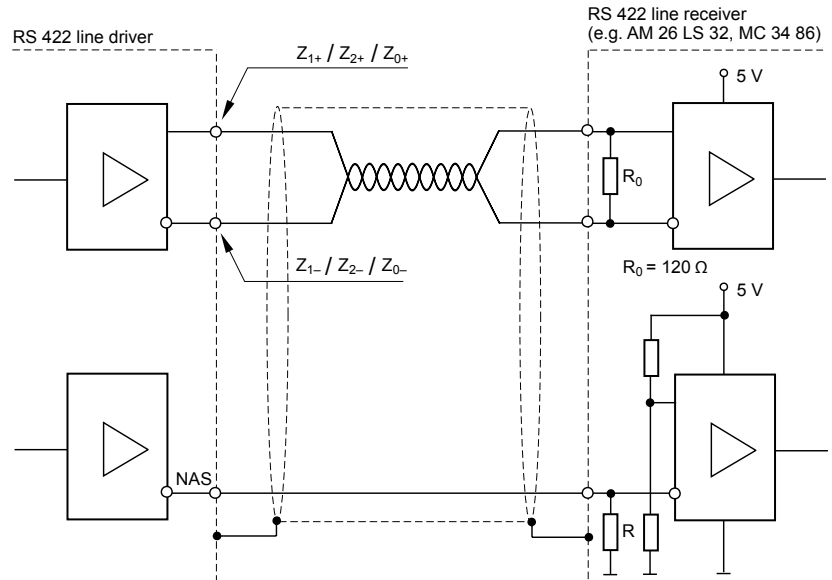 RS 422 line receiver
(e.g. AM 26 LS 32, MC 34 86)
RS 422 line driver
Z1+ / Z2+ / Z0+
5 V
R0
Z1– / Z2– / Z0–
R0 = 120 Ω
5 V
NAS
R